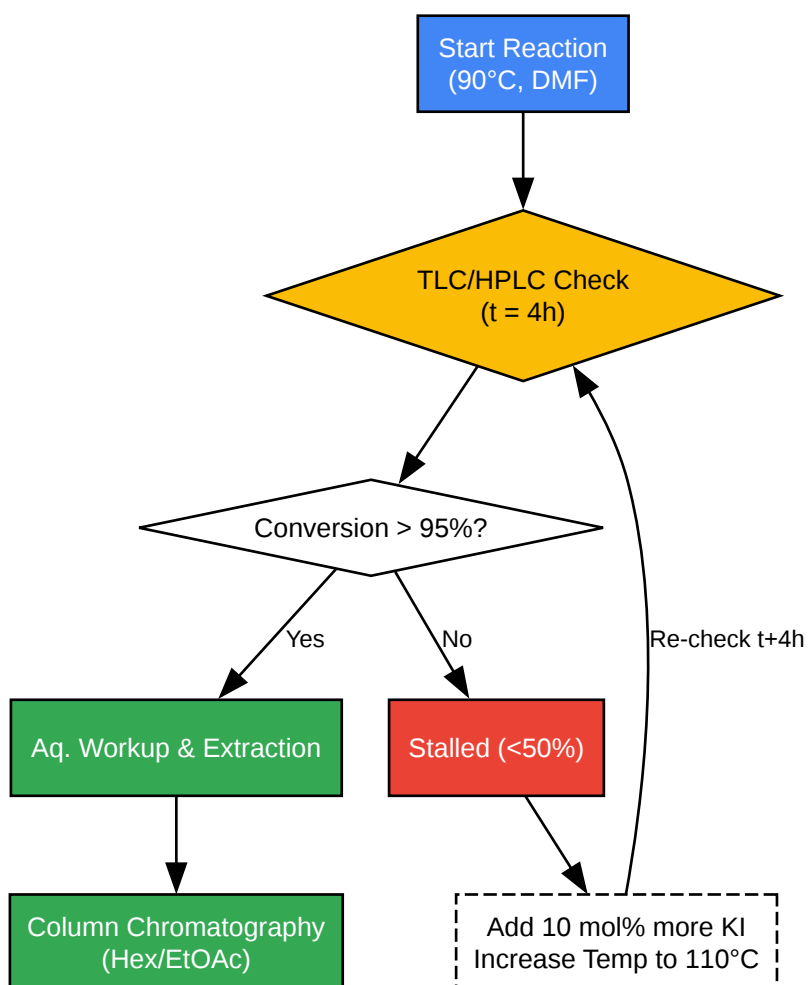 Start Reaction
(90°C, DMF)
TLC/HPLC Check
(t = 4h)
Conversion > 95%?
Yes
No
Re-check t+4h
Aq. Workup & Extraction
Stalled (<50%)
Column Chromatography
(Hex/EtOAc)
Add 10 mol% more KI
Increase Temp to 110°C